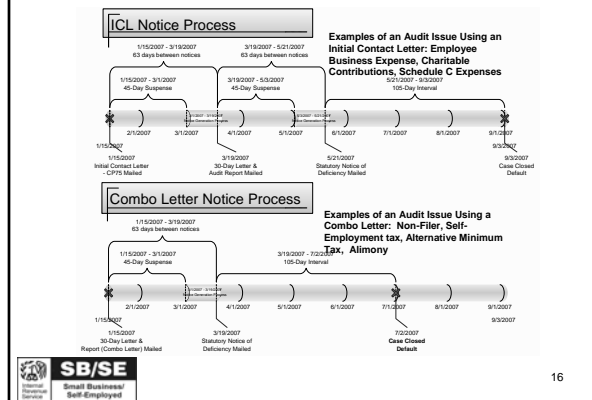 ICL Notice Process
Examples of an Audit Issue Using an
Initial Contact Letter: Employee
Business Expense, Charitable
Contributions, Schedule C Expenses
1/15/2007 - 3/19/2007
63 days between notices
3/19/2007 - 5/21/2007
63 days between notices
1/15/2007 - 3/1/2007
45-Day Suspense
3/19/2007 - 5/3/2007
45-Day Suspense
5/21/2007 - 9/3/2007
105-Day Interval
2/1/2007
3/1/2007
4/1/2007
5/1/2007
6/1/2007
7/1/2007
8/1/2007
9/1/2007
1/15/2007
9/3/2007
1/15/2007
Initial Contact Letter
- CP75 Mailed
3/19/2007
30-Day Letter &
Audit Report Mailed
5/21/2007
Statutory Notice of
Deficiency Mailed
9/3/2007
Case Closed
Default
Combo Letter Notice Process
Examples of an Audit Issue Using a
Combo Letter: Non-Filer, Self-
Employment tax, Alternative Minimum
Tax, Alimony
1/15/2007 - 3/19/2007
63 days between notices
1/15/2007 - 3/1/2007
45-Day Suspense
3/19/2007 - 7/2/2007
105-Day Interval
2/1/2007
3/1/2007
4/1/2007
5/1/2007
6/1/2007
7/1/2007
8/1/2007
9/1/2007
1/15/2007
9/3/2007
1/15/2007
30-Day Letter &
Report (Combo Letter) Mailed
3/19/2007
Statutory Notice of
Deficiency Mailed
7/2/2007
Case Closed
Default
Internal
Revenue
Service
SB/SE
Small Business/
Self-Employed
16